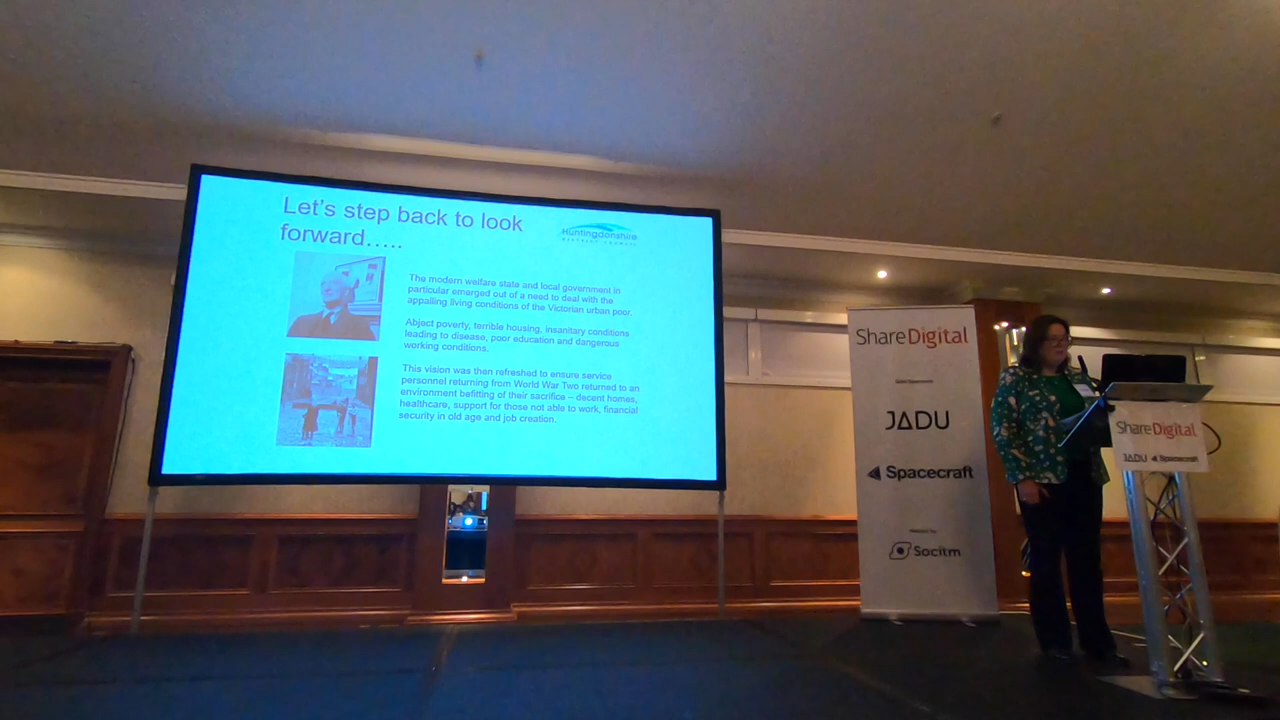 Let's step back to look
forward…..
Huntingdonshire
DISTRICT COUNCIL
The modern welfare state and local government in
particular emerged out of a need to deal with the
appalling living conditions of the Victorian urban poor.
Abject poverty, terrible housing, insanitary conditions
leading to disease, poor education and dangerous
working conditions.
This vision was then refreshed to ensure service
personnel returning from World War Two returned to an
environment befitting of their sacrifice – decent homes,
healthcare, support for those not able to work, financial
security in old age and job creation.
ShareDigital
JADU
Spacecraft
Socitm
ShareDigital
JADU Spacecraft